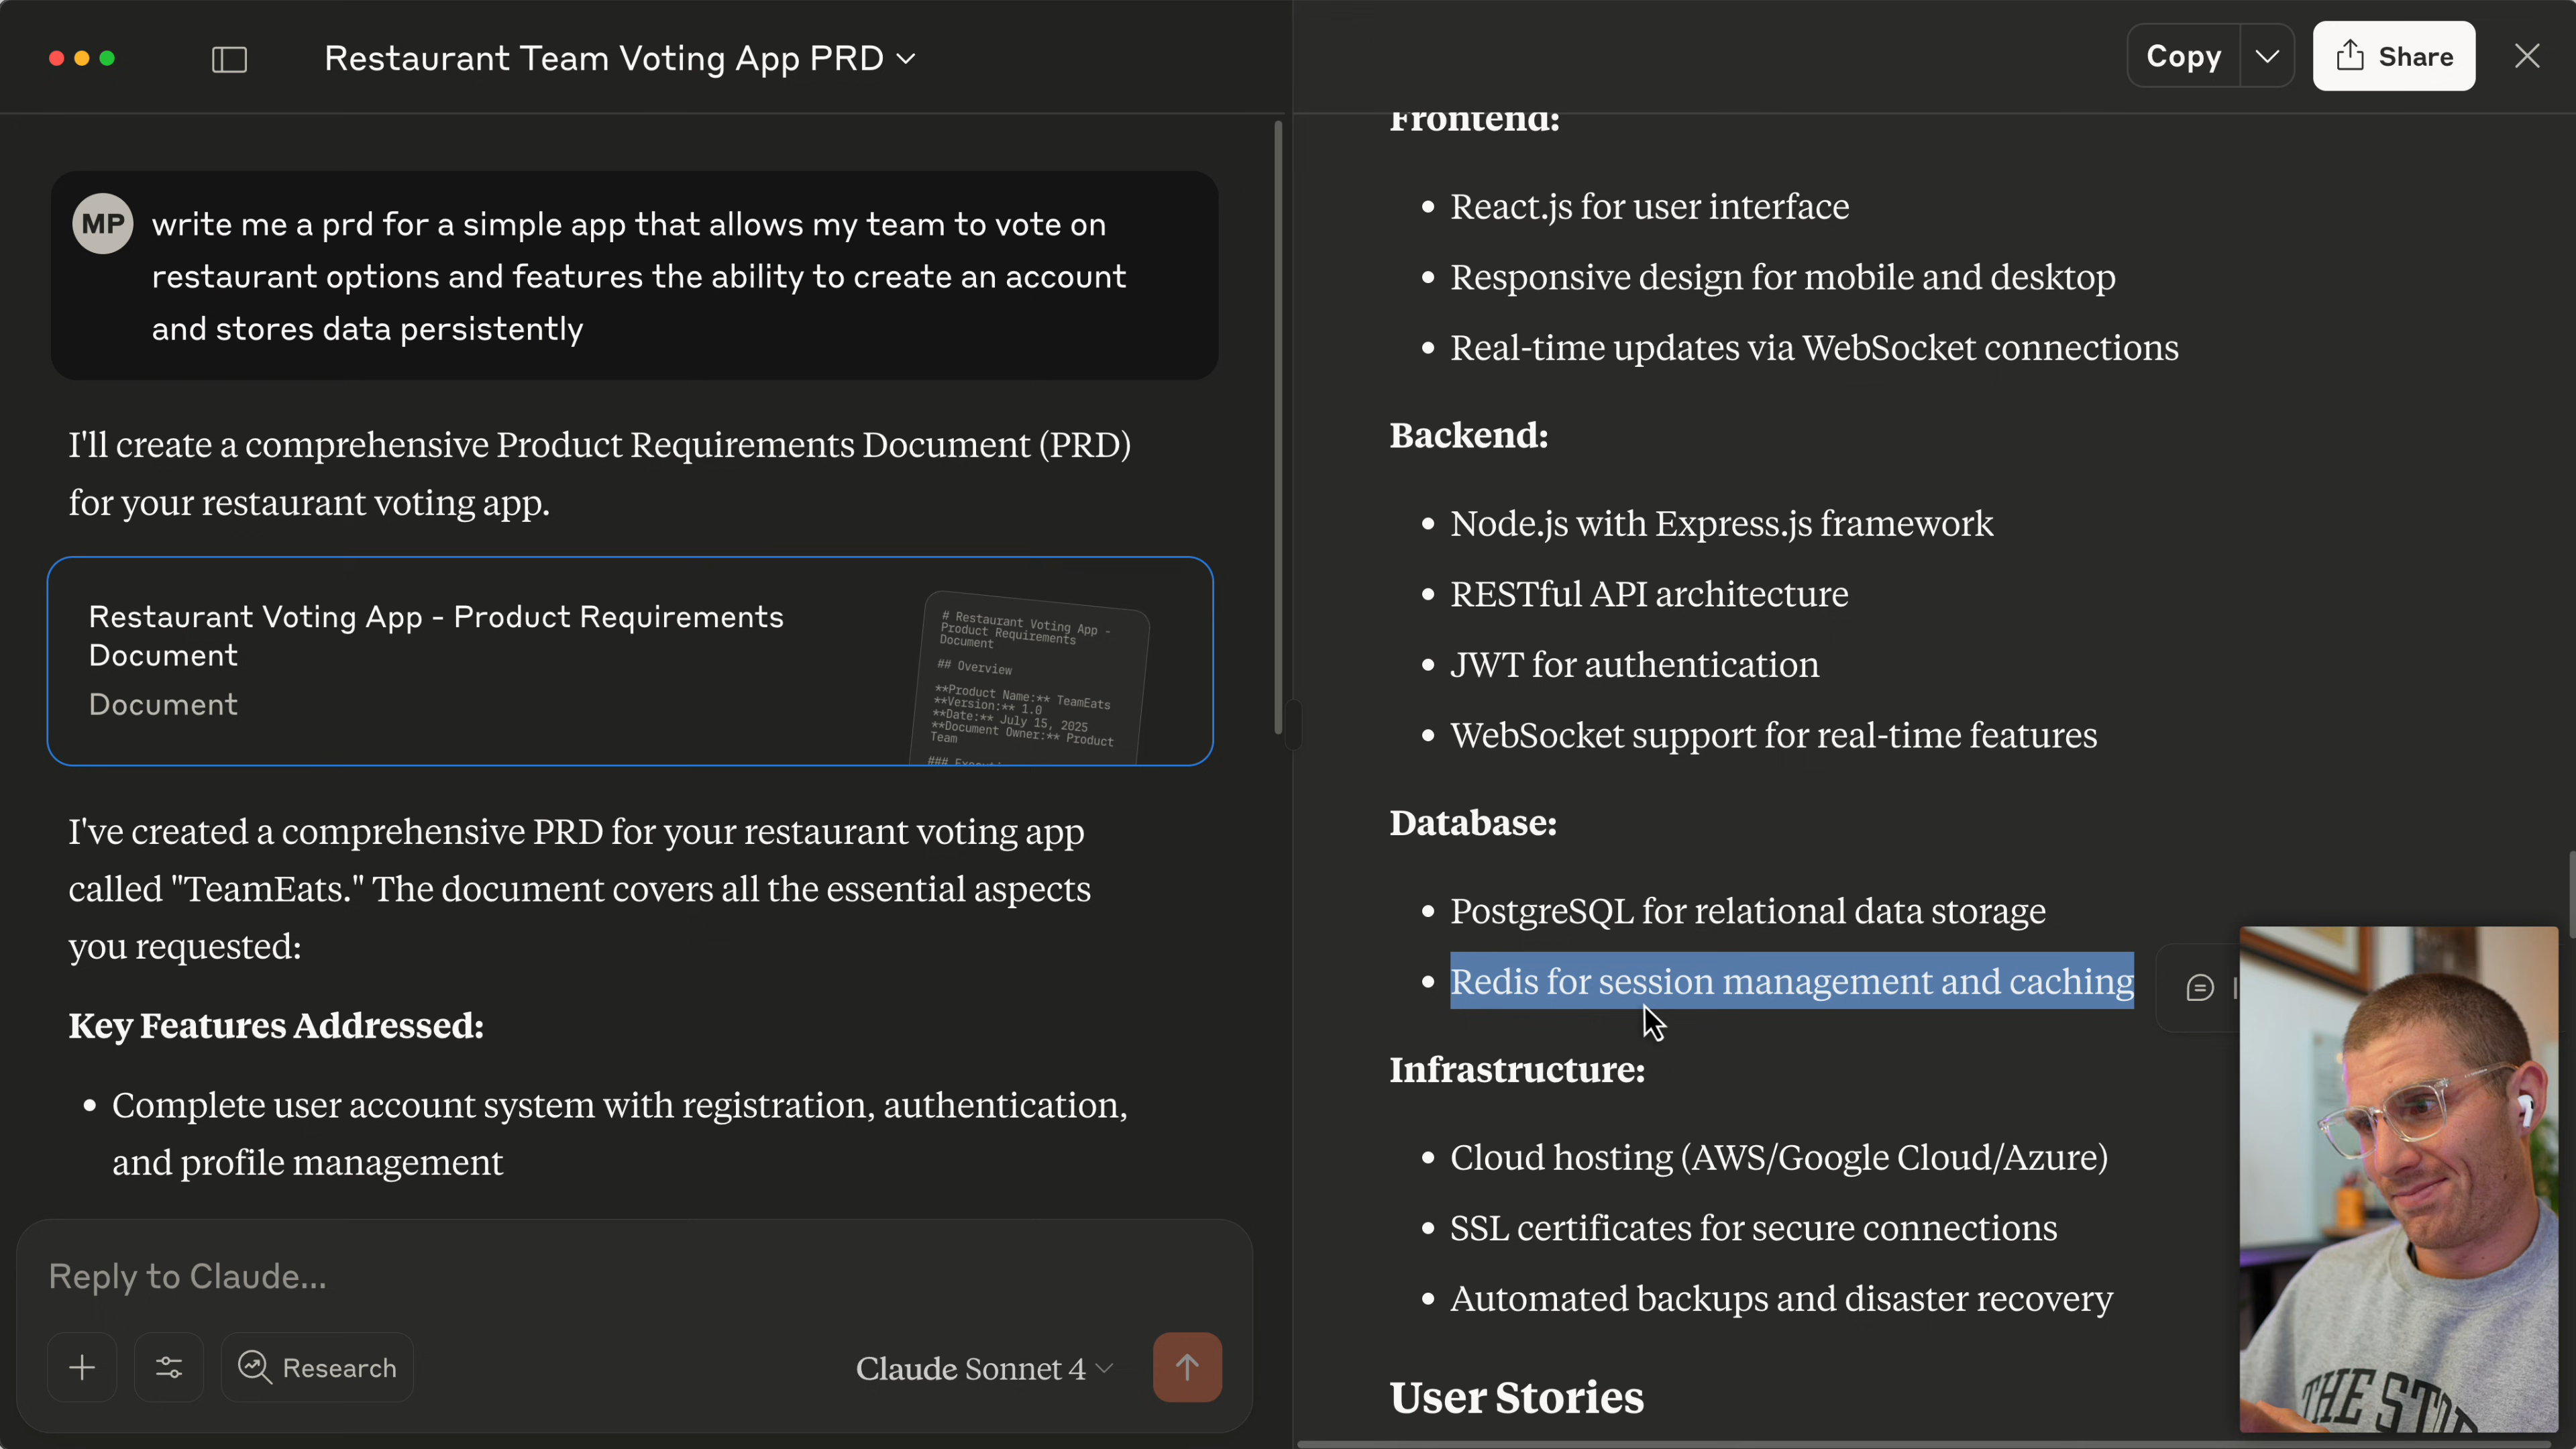 Restaurant Team Voting App PRD
Copy
Share
MP
write me a prd for a simple app that allows my team to vote on
restaurant options and features the ability to create an account
and stores data persistently
I'll create a comprehensive Product Requirements Document (PRD)
for your restaurant voting app.
Restaurant Voting App - Product Requirements
Document
Document
# Restaurant Voting App -
Product Requirements
Document
## Overview
**Product Name:** TeamEats
**Version:** 1.0
**Date:** July 15, 2025
**Document Owner:** Product
Team
I've created a comprehensive PRD for your restaurant voting app
called "TeamEats." The document covers all the essential aspects
you requested:
Key Features Addressed:
• Complete user account system with registration, authentication,
and profile management
Reply to Claude...
Research
Claude Sonnet 4
Frontend:
• React.js for user interface
• Responsive design for mobile and desktop
• Real-time updates via WebSocket connections
Backend:
• Node.js with Express.js framework
• RESTful API architecture
• JWT for authentication
• WebSocket support for real-time features
Database:
• PostgreSQL for relational data storage
• Redis for session management and caching
Infrastructure:
• Cloud hosting (AWS/Google Cloud/Azure)
• SSL certificates for secure connections
• Automated backups and disaster recovery
User Stories
THE